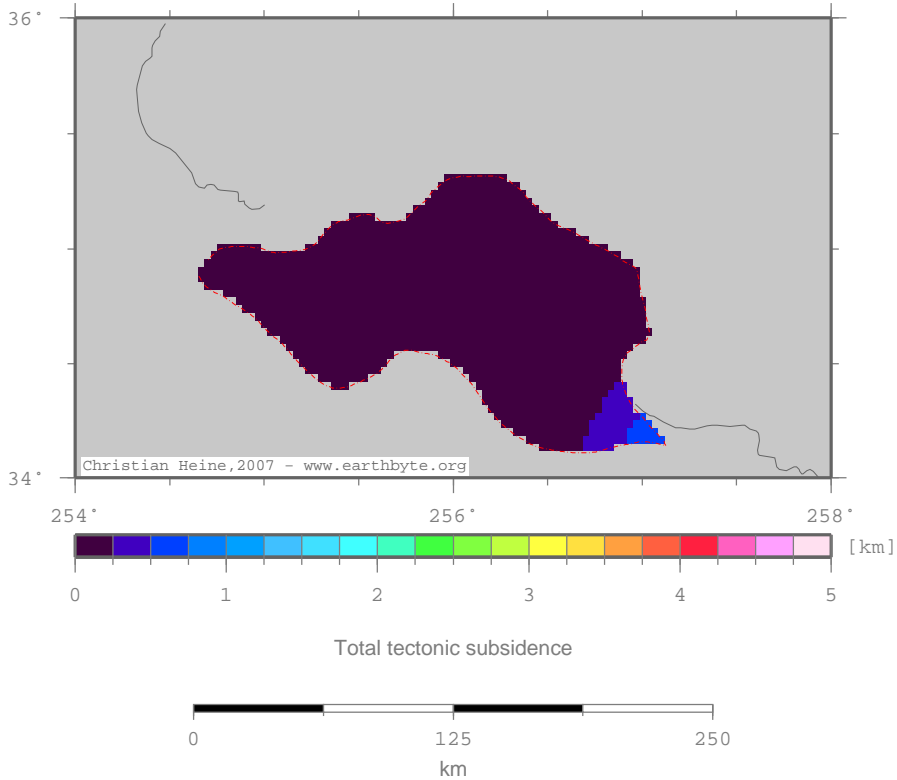 36°
34°
Christian Heine,2007 - www.earthbyte.org
254° 256° 258°
[km]
0 1 2 3 4 5
Total tectonic subsidence
0 125 250
km